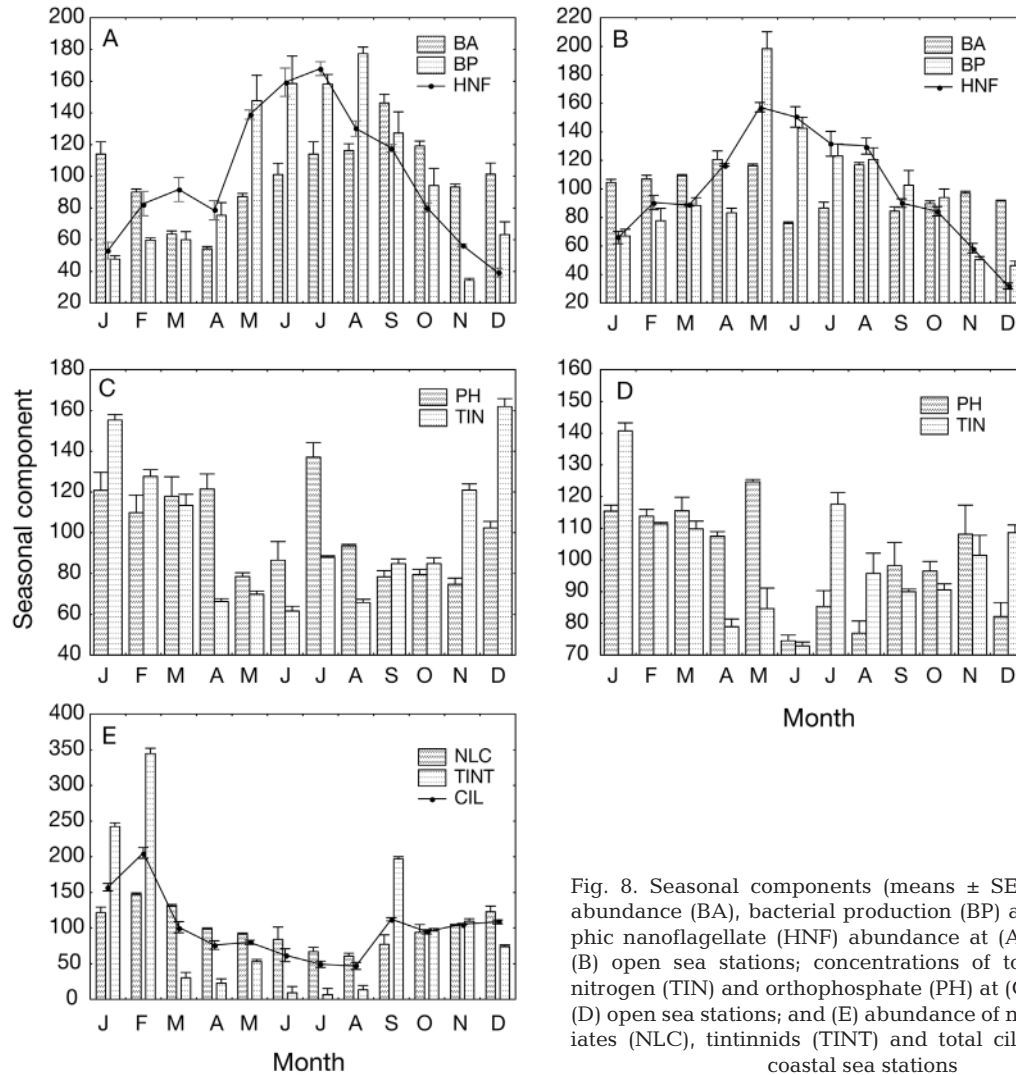 A
BA
BP
HNF
180
160
140
120
100
80
60
40
20
J F M A M J J A S O N D
B
BA
BP
HNF
220
200
180
160
140
120
100
80
60
40
20
J F M A M J J A S O N D
Seasonal component
C
PH
TIN
180
160
140
120
100
80
60
40
J F M A M J J A S O N D
D
PH
TIN
160
150
140
130
120
110
100
90
80
70
J F M A M J J A S O N D
Month
E
NLC
TINT
CIL
400
350
300
250
200
150
100
50
0
J F M A M J J A S O N D
Month
Fig. 8. Seasonal components (means ± SE
abundance (BA), bacterial production (BP) a
phic nanoflagellate (HNF) abundance at (A
(B) open sea stations; concentrations of to
nitrogen (TIN) and orthophosphate (PH) at (C
(D) open sea stations; and (E) abundance of n
iates (NLC), tintinnids (TINT) and total cil
coastal sea stations